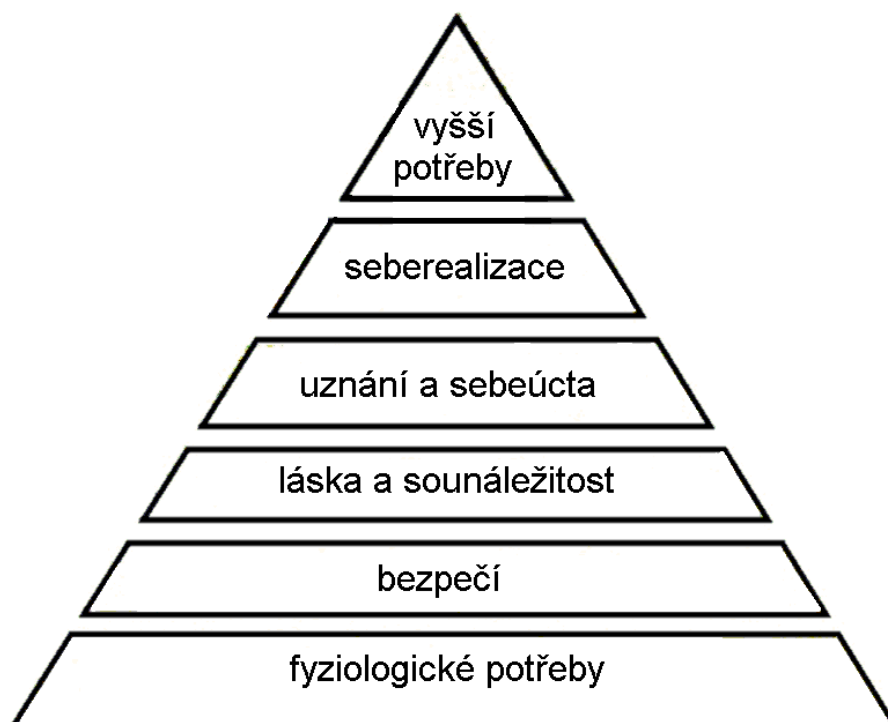 vyšší
potřeby
seberealizace
uznání a sebeúcta
láska a sounáležitost
bezpečí
fyziologické potřeby